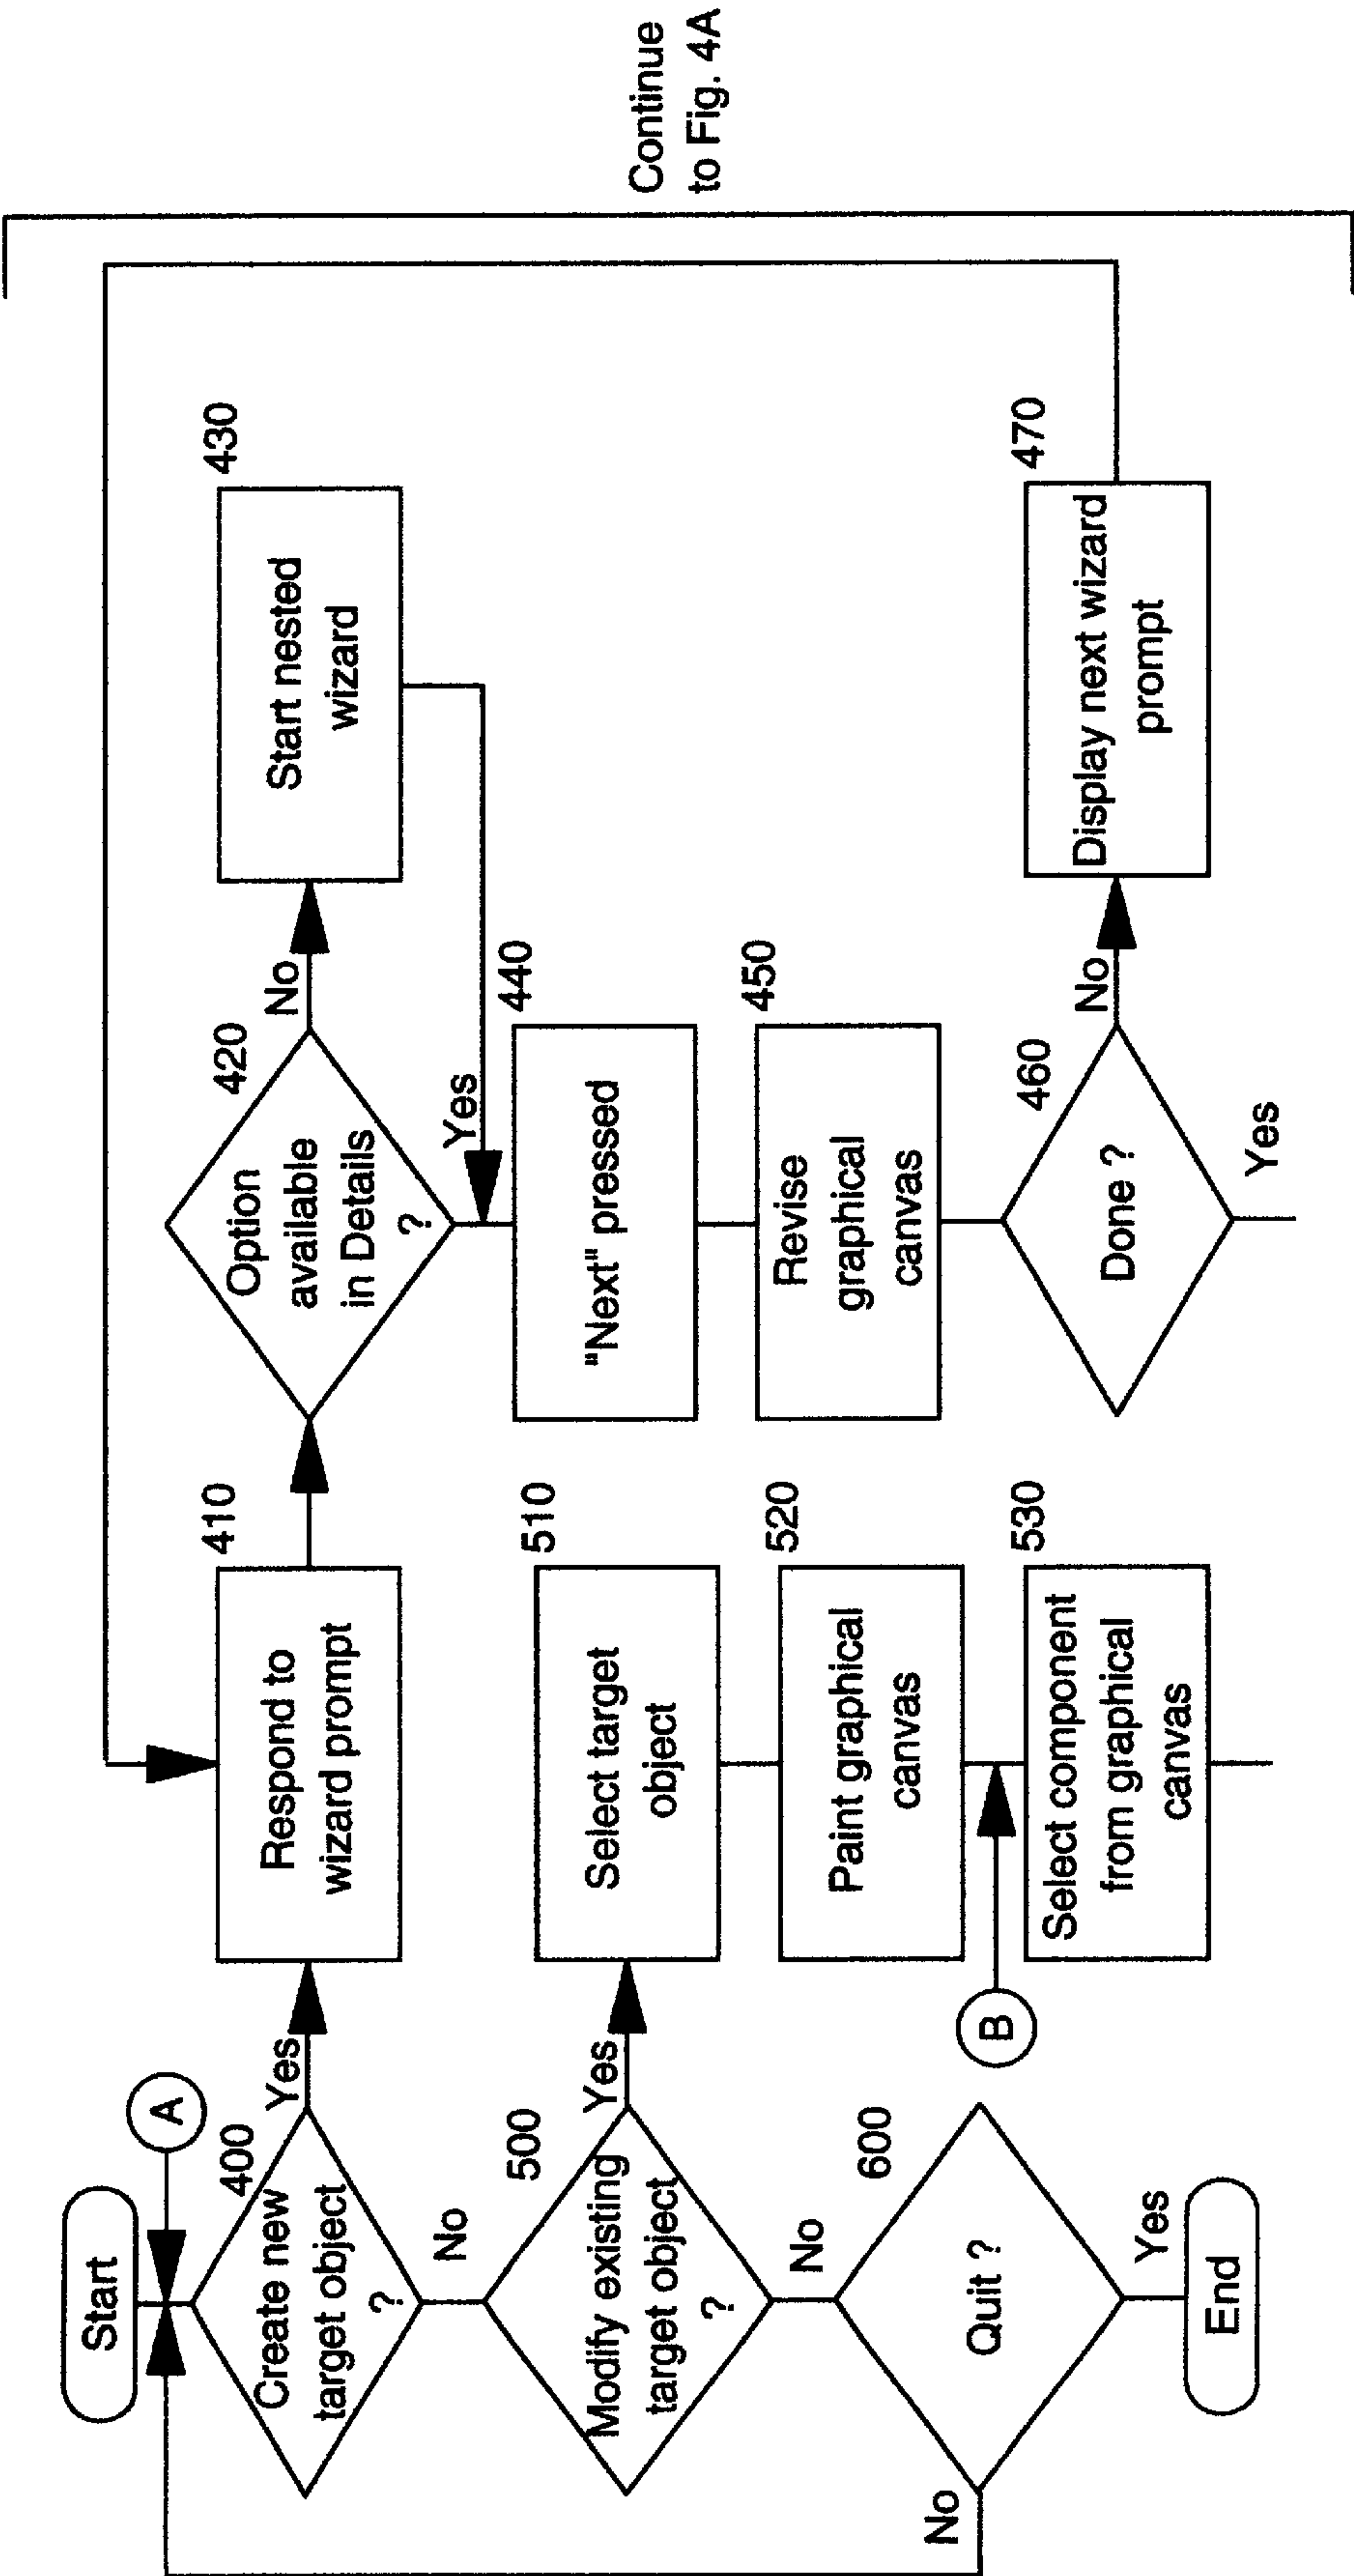 Start
A
400
Create new
target object
?
Yes
No
410
Respond to
wizard prompt
420
Option
available
in Details
?
No
Yes
430
Start nested
wizard
440
"Next" pressed
450
Revise
graphical
canvas
460
Done ?
No
Yes
470
Display next wizard
prompt
500
Modify existing
target object
?
Yes
No
510
Select target
object
520
Paint graphical
canvas
B
530
Select component
from graphical
canvas
600
Quit ?
No
Yes
End
Continue
to Fig. 4A